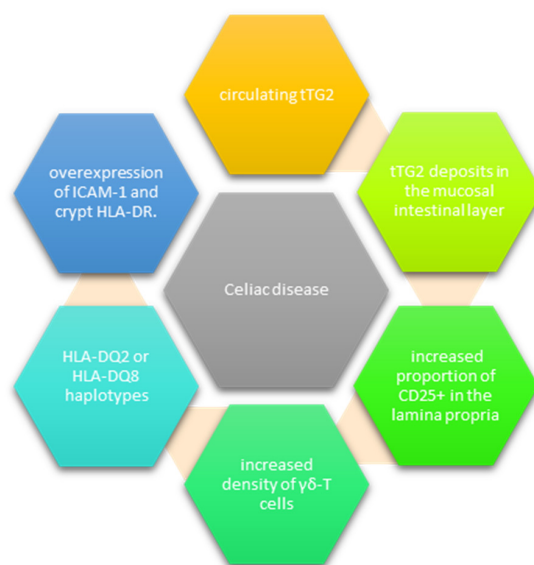 circulating tTG2
overexpression
of ICAM-1 and
crypt HLA-DR.
tTG2 deposits in
the mucosal
intestinal layer
Celiac disease
HLA-DQ2 or
HLA-DQ8
haplotypes
increased
proportion of
CD25+ in the
lamina propria
increased
density of γδ-T
cells